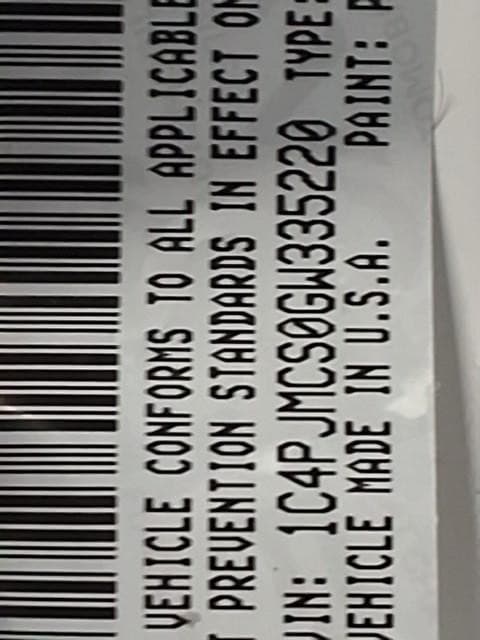 VEHICLE CONFORMS TO ALL APPLICABLE
T PREVENTION STANDARDS IN EFFECT ON
VIN: 1C4PJMCS0GW335220 TYPE:
VEHICLE MADE IN U.S.A. PAINT: P